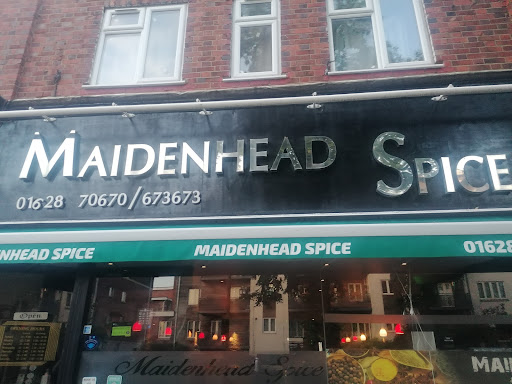 MAIDENHEAD SPICE
01628 70670/673673
NHEAD SPICE MAIDENHEAD SPICE 01628
OPEN
Maidenhead Spice